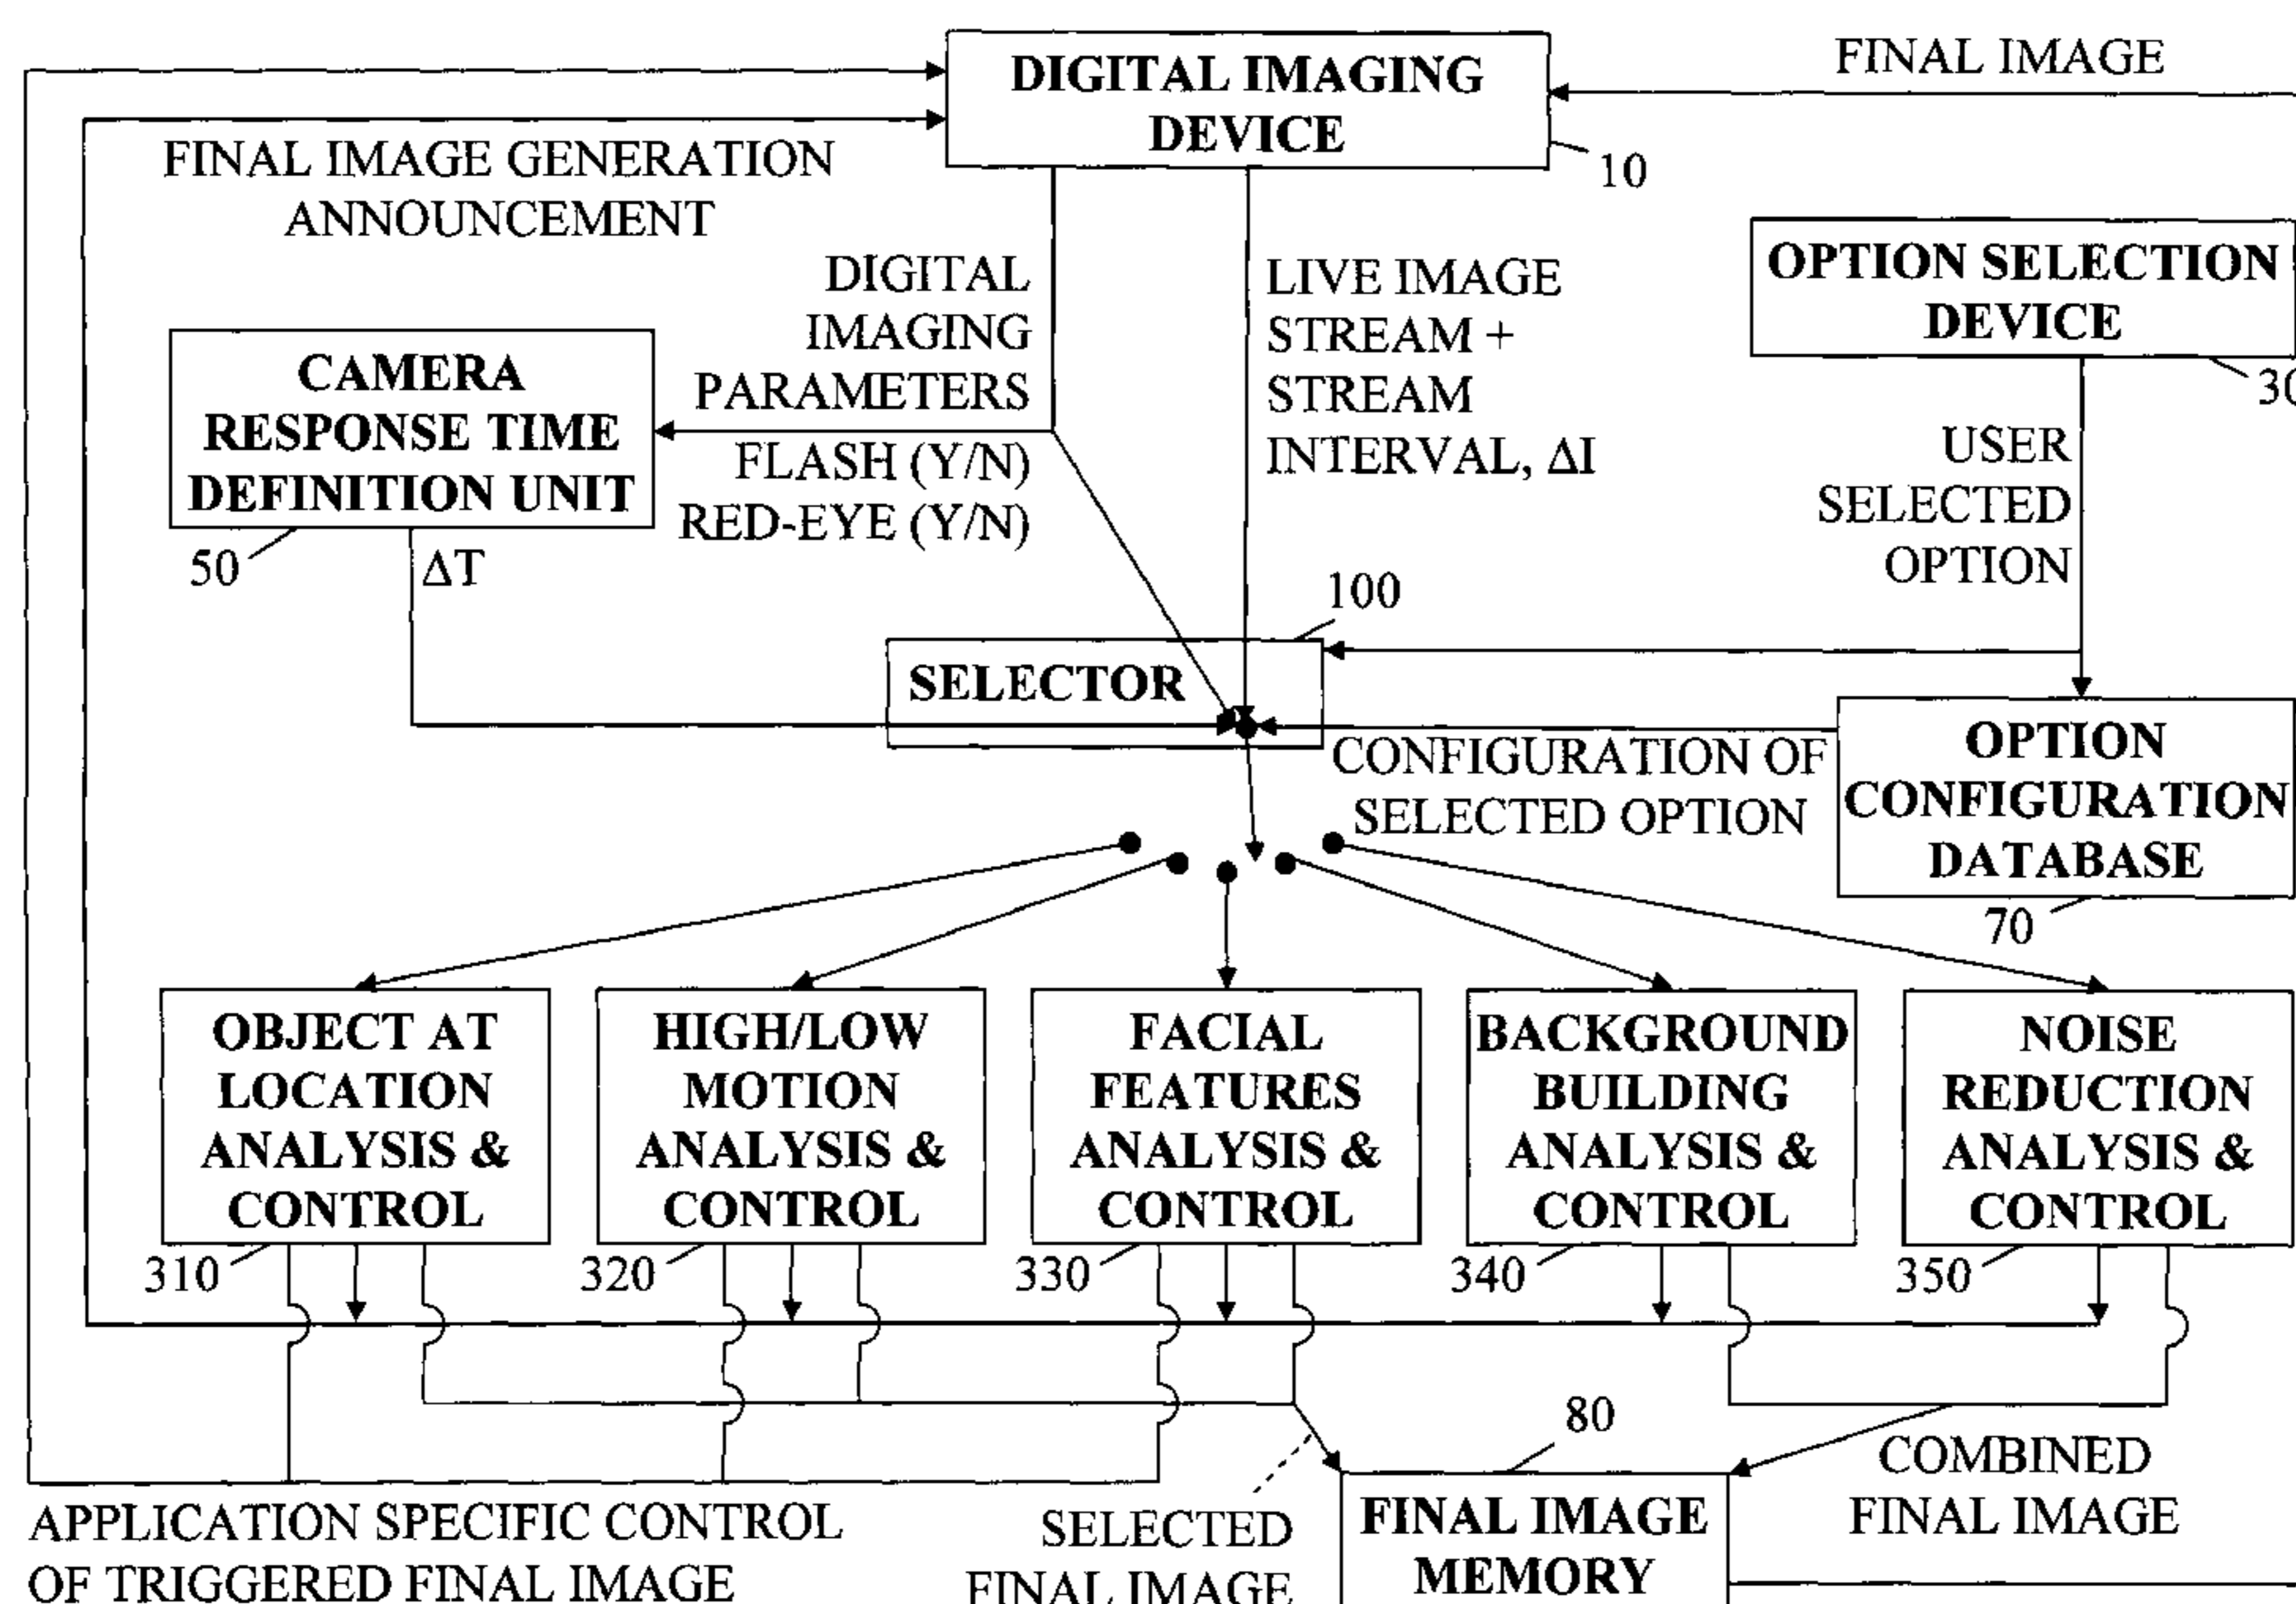 DIGITAL IMAGING
DEVICE
10
FINAL IMAGE
FINAL IMAGE GENERATION
ANNOUNCEMENT
OPTION SELECTION
DEVICE
DIGITAL
IMAGING
PARAMETERS
FLASH (Y/N)
RED-EYE (Y/N)
LIVE IMAGE
STREAM +
STREAM
INTERVAL, ΔI
CAMERA
RESPONSE TIME
DEFINITION UNIT
50
ΔT
USER
SELECTED
OPTION
100
SELECTOR
CONFIGURATION OF
SELECTED OPTION
OPTION
CONFIGURATION
DATABASE
70
OBJECT AT
LOCATION
ANALYSIS &
CONTROL
310
HIGH/LOW
MOTION
ANALYSIS &
CONTROL
320
FACIAL
FEATURES
ANALYSIS &
CONTROL
330
BACKGROUND
BUILDING
ANALYSIS &
CONTROL
340
NOISE
REDUCTION
ANALYSIS &
CONTROL
350
APPLICATION SPECIFIC CONTROL
OF TRIGGERED FINAL IMAGE
SELECTED
FINAL IMAGE
80
FINAL IMAGE
MEMORY
COMBINED
FINAL IMAGE